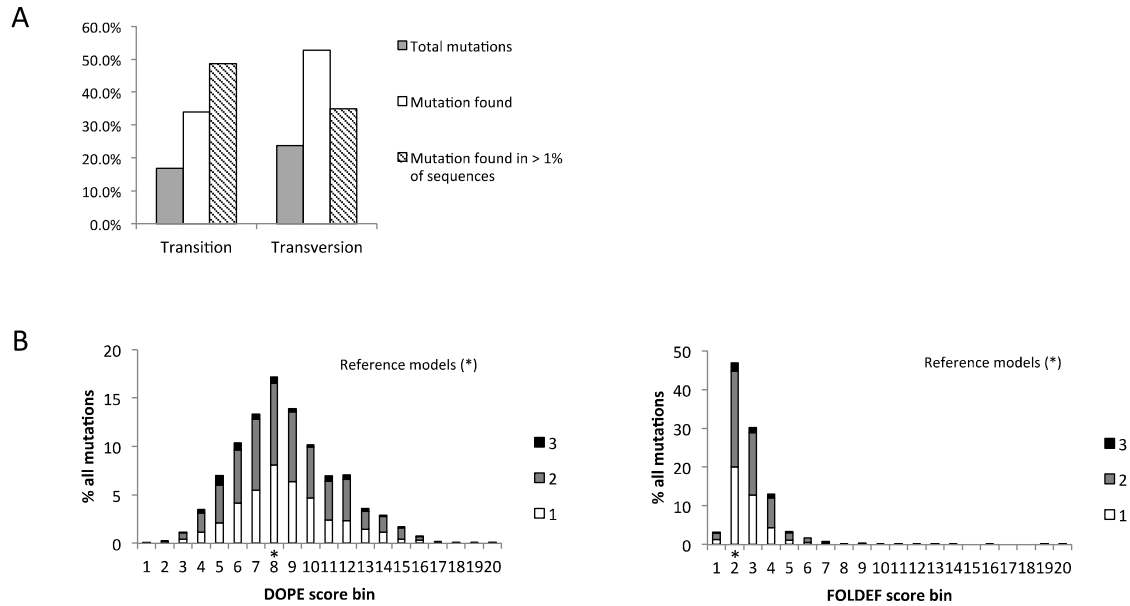 A
60.0%
50.0%
40.0%
30.0%
20.0%
10.0%
0.0%
Transition
Transversion
Total mutations
Mutation found
Mutation found in > 1%
of sequences
B
20
15
10
5
0
% all mutations
Reference models (*)
3
2
1
*
1 2 3 4 5 6 7 8 9 10 11 12 13 14 15 16 17 18 19 20
DOPE score bin
50
40
30
20
10
0
% all mutations
Reference models (*)
3
2
1
*
1 2 3 4 5 6 7 8 9 10 11 12 13 14 15 16 17 18 19 20
FOLDEF score bin